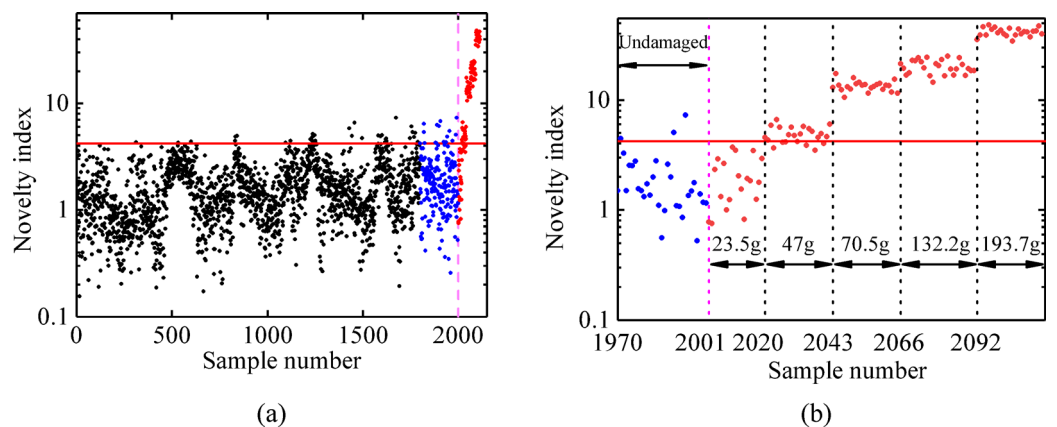 Novelty index
10
1
0.1
0
500
1000
1500
2000
Sample number
(a)
Novelty index
10
1
0.1
Undamaged
23.5g
47g
70.5g
132.2g
193.7g
1970
2001
2020
2043
2066
2092
Sample number
(b)